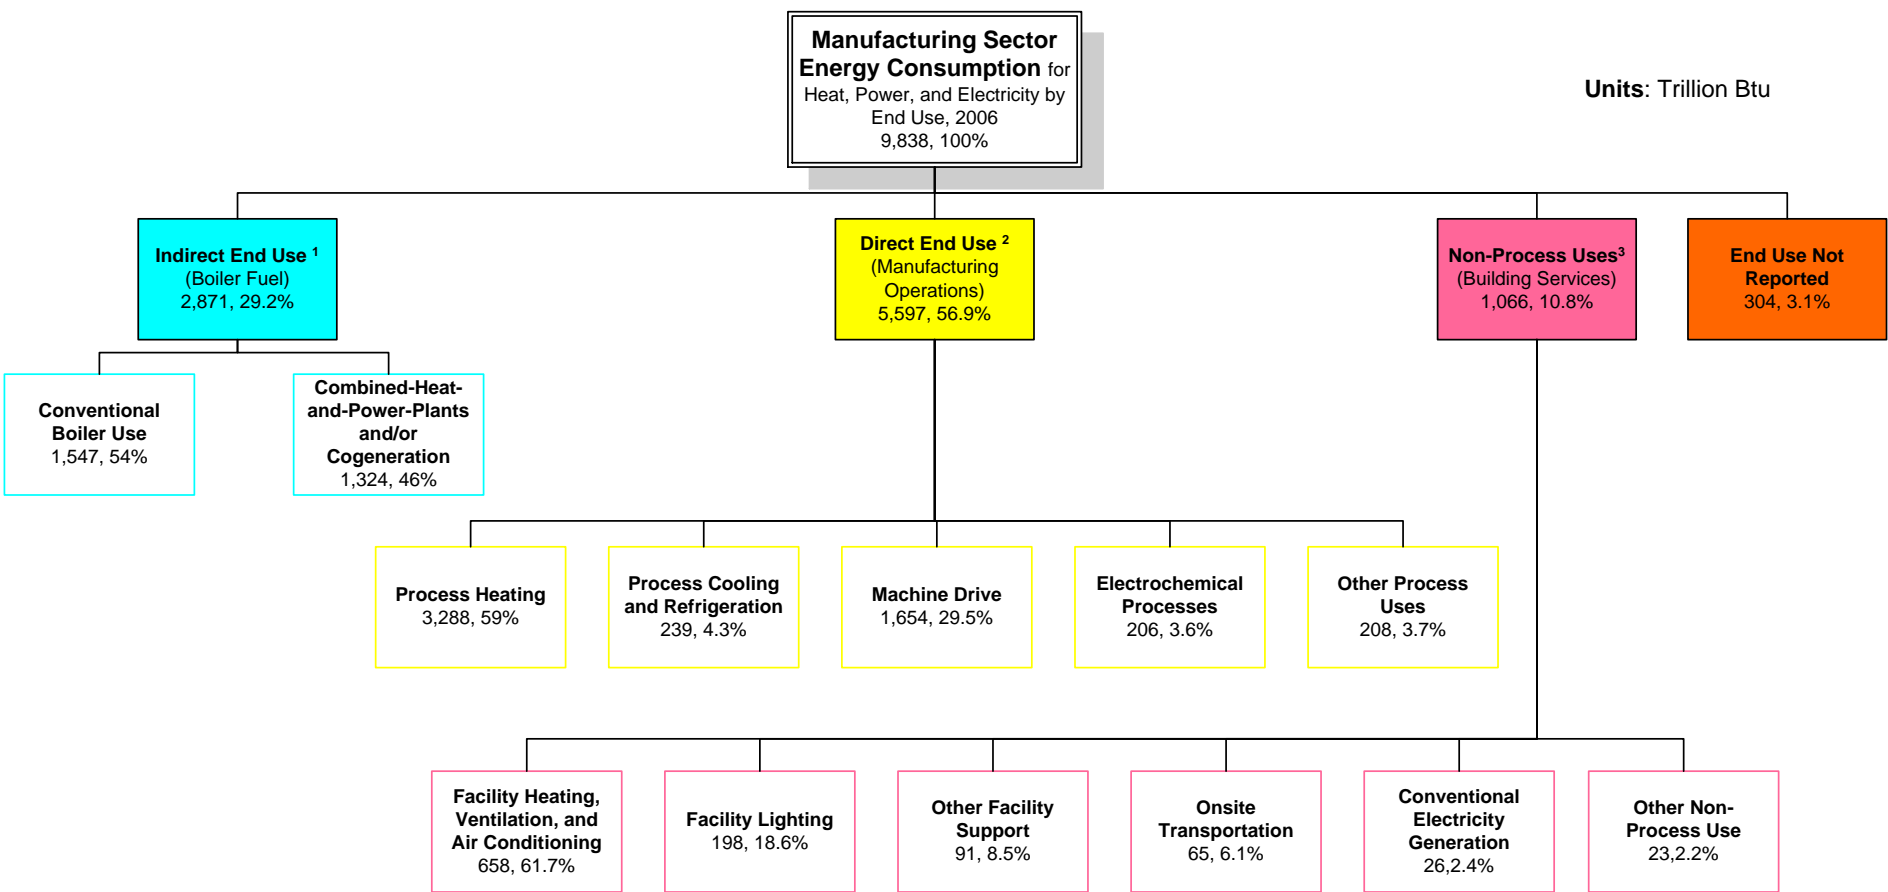 Manufacturing Sector
Energy Consumption for
Heat, Power, and Electricity by
End Use, 2006
9,838, 100%
Units: Trillion Btu
Indirect End Use 1
(Boiler Fuel)
2,871, 29.2%
Direct End Use 2
(Manufacturing
Operations)
5,597, 56.9%
Non-Process Uses3
(Building Services)
1,066, 10.8%
End Use Not
Reported
304, 3.1%
Conventional
Boiler Use
1,547, 54%
Combined-Heat-
and-Power-Plants
and/or
Cogeneration
1,324, 46%
Process Heating
3,288, 59%
Process Cooling
and Refrigeration
239, 4.3%
Machine Drive
1,654, 29.5%
Electrochemical
Processes
206, 3.6%
Other Process
Uses
208, 3.7%
Facility Heating,
Ventilation, and
Air Conditioning
658, 61.7%
Facility Lighting
198, 18.6%
Other Facility
Support
91, 8.5%
Onsite
Transportation
65, 6.1%
Conventional
Electricity
Generation
26,2.4%
Other Non-
Process Use
23,2.2%